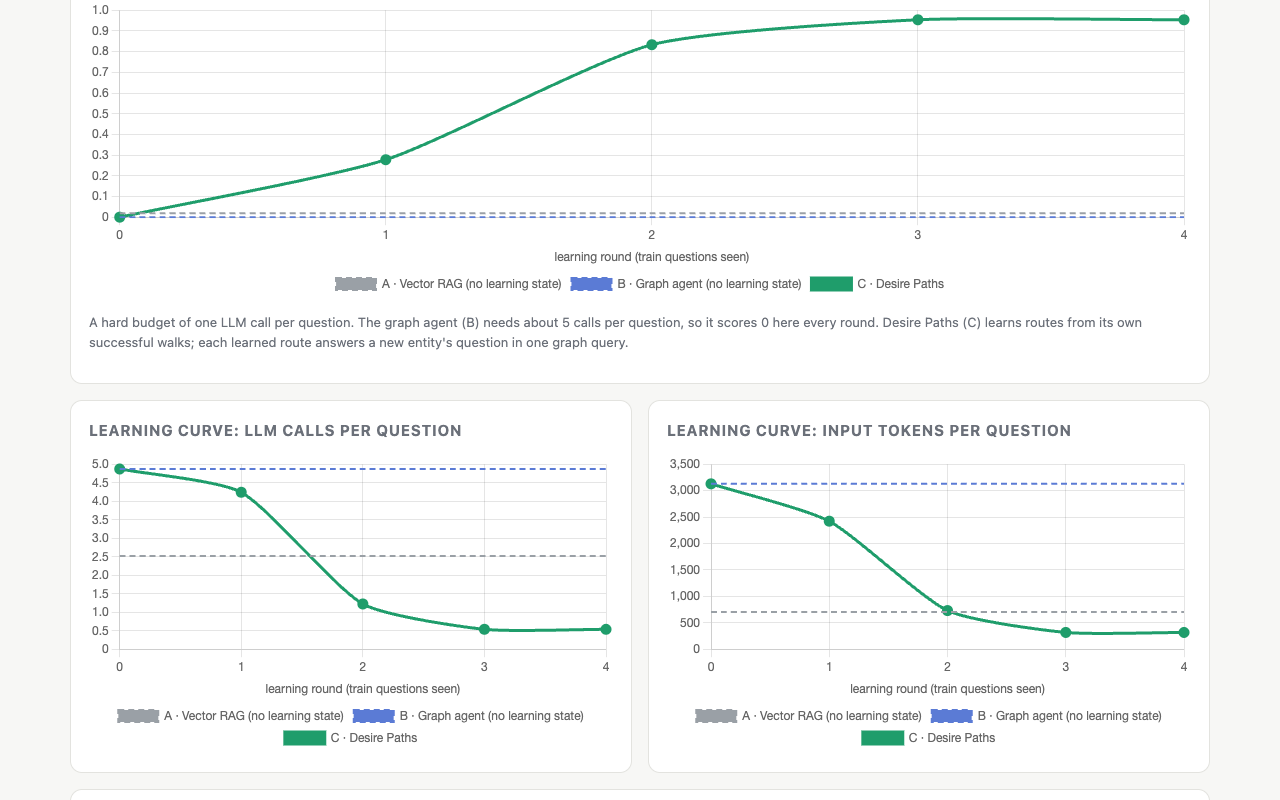 1.0
0.9
0.8
0.7
0.6
0.5
0.4
0.3
0.2
0.1
0
0 1 2 3 4
learning round (train questions seen)
A · Vector RAG (no learning state) B · Graph agent (no learning state) C · Desire Paths
A hard budget of one LLM call per question. The graph agent (B) needs about 5 calls per question, so it scores 0 here every round. Desire Paths (C) learns routes from its own
successful walks; each learned route answers a new entity's question in one graph query.
LEARNING CURVE: LLM CALLS PER QUESTION
5.0
4.5
4.0
3.5
3.0
2.5
2.0
1.5
1.0
0.5
0
0 1 2 3 4
learning round (train questions seen)
A · Vector RAG (no learning state) B · Graph agent (no learning state)
C · Desire Paths
LEARNING CURVE: INPUT TOKENS PER QUESTION
3,500
3,000
2,500
2,000
1,500
1,000
500
0
0 1 2 3 4
learning round (train questions seen)
A · Vector RAG (no learning state) B · Graph agent (no learning state)
C · Desire Paths